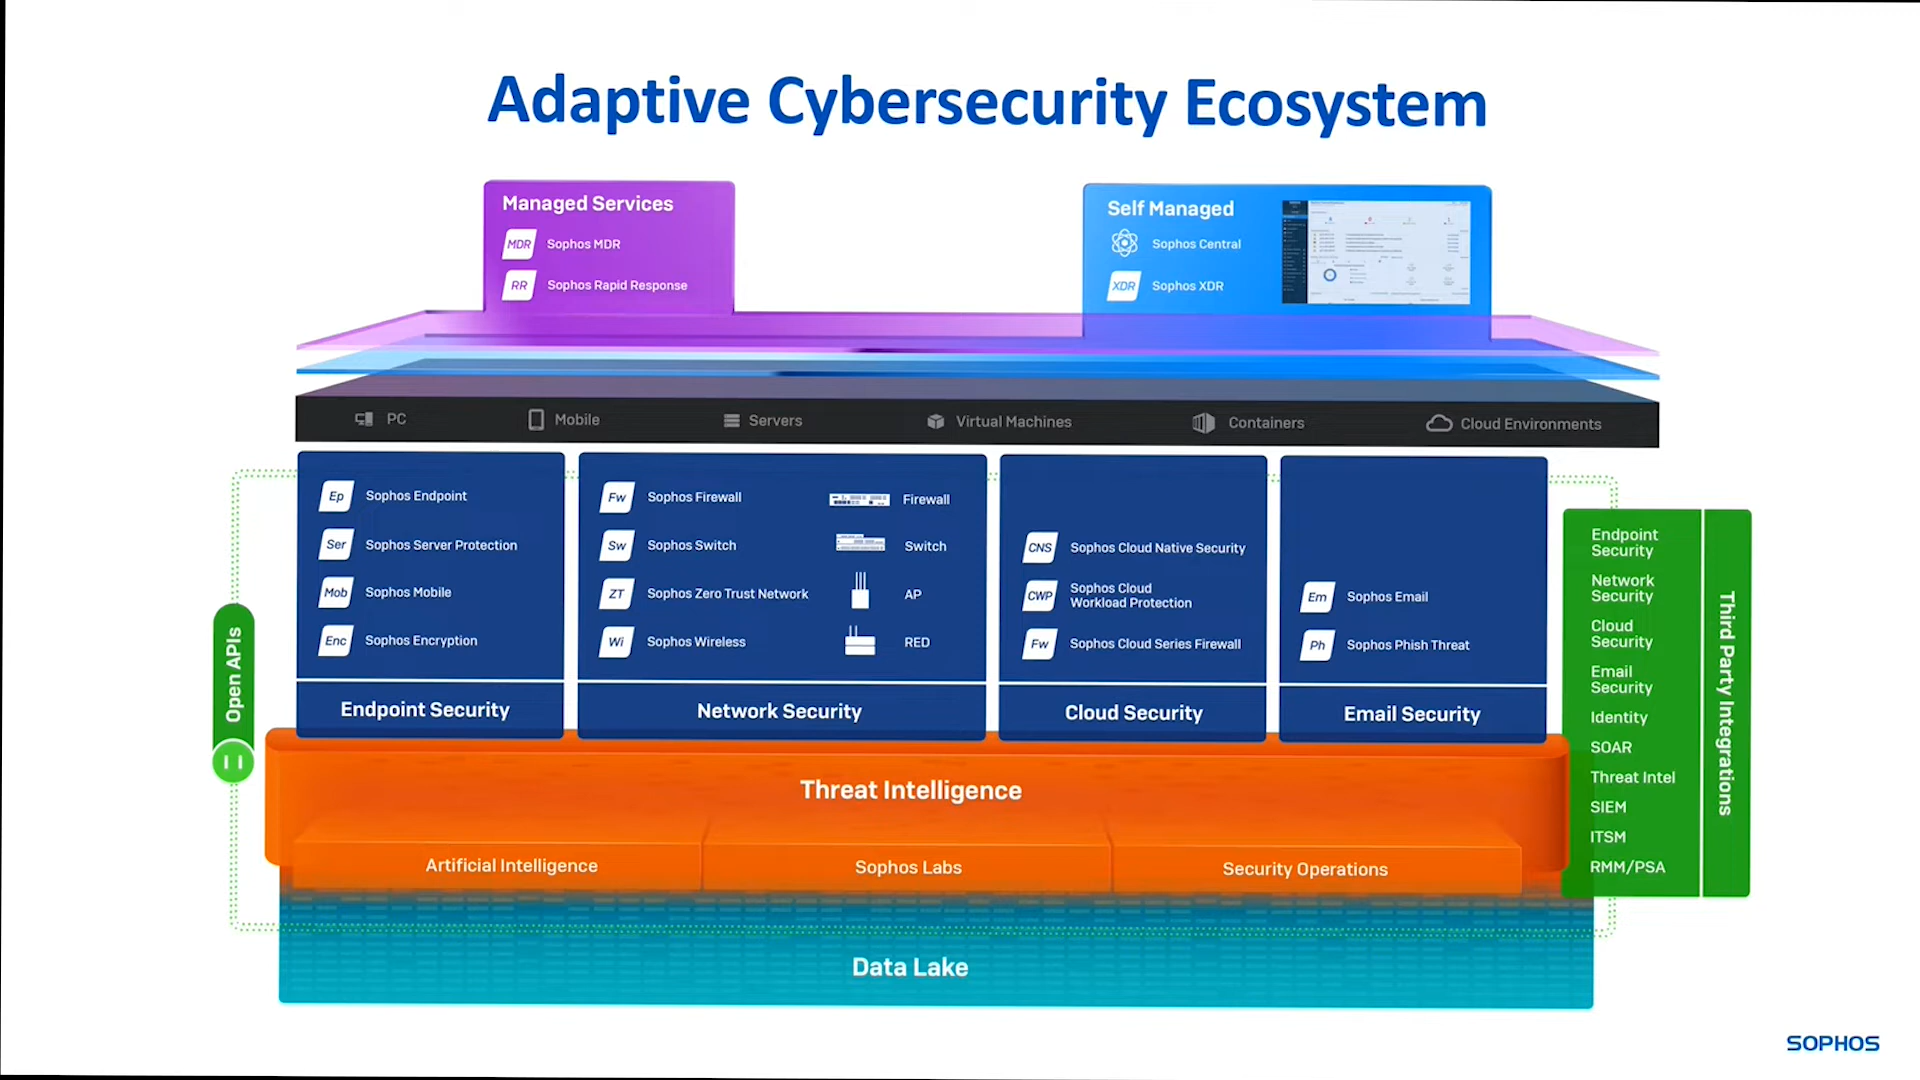 Adaptive Cybersecurity Ecosystem
Managed Services
MDR Sophos MDR
RR Sophos Rapid Response
Self Managed
Sophos Central
XDR Sophos XDR
PC
Mobile
Servers
Virtual Machines
Containers
Cloud Environments
Open APIs
Ep Sophos Endpoint
Ser Sophos Server Protection
Mob Sophos Mobile
Enc Sophos Encryption
Endpoint Security
Fw Sophos Firewall
Sw Sophos Switch
ZT Sophos Zero Trust Network
Wi Sophos Wireless
Firewall
Switch
AP
RED
Network Security
CNS Sophos Cloud Native Security
CWP Sophos Cloud
Workload Protection
Fw Sophos Cloud Series Firewall
Cloud Security
Em Sophos Email
Ph Sophos Phish Threat
Email Security
Endpoint
Security
Network
Security
Cloud
Security
Email
Security
Identity
SOAR
Threat Intel
SIEM
ITSM
RMM/PSA
Third Party Integrations
Threat Intelligence
Artificial Intelligence
Sophos Labs
Security Operations
Data Lake
SOPHOS